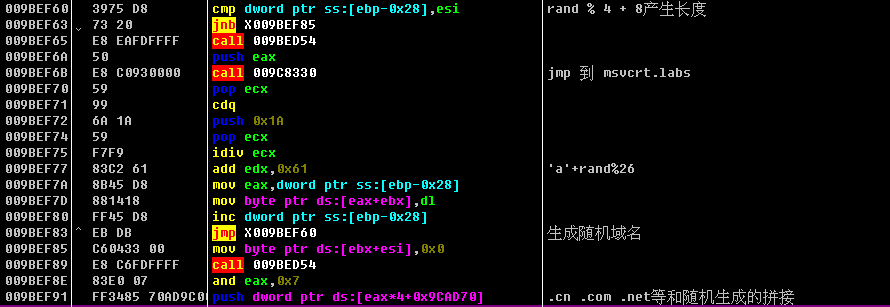 009BEF60 3975 D8 cmp dword ptr ss:[ebp-0x28],esi rand % 4 + 8产生长度
009BEF63 73 20 jnb X009BEF85
009BEF65 E8 EAFDFFFF call 009BED54
009BEF6A 50 push eax
009BEF6B E8 C0930000 call 009C8330 jmp 到 msvcrt.labs
009BEF70 59 pop ecx
009BEF71 99 cdq
009BEF72 6A 1A push 0x1A
009BEF74 59 pop ecx
009BEF75 F7F9 idiv ecx
009BEF77 83C2 61 add edx,0x61 'a'+rand%26
009BEF7A 8B45 D8 mov eax,dword ptr ss:[ebp-0x28]
009BEF7D 881418 mov byte ptr ds:[eax+ebx],dl
009BEF80 FF45 D8 inc dword ptr ss:[ebp-0x28]
009BEF83 ^ EB DB jmp X009BEF60 生成随机域名
009BEF85 C60433 00 mov byte ptr ds:[ebx+esi],0x0
009BEF89 E8 C6FDFFFF call 009BED54
009BEF8E 83E0 07 and eax,0x7
009BEF91 FF3485 70AD9C00 push dword ptr ds:[eax*4+0x9CAD70] .cn .com .net等和随机生成的拼接